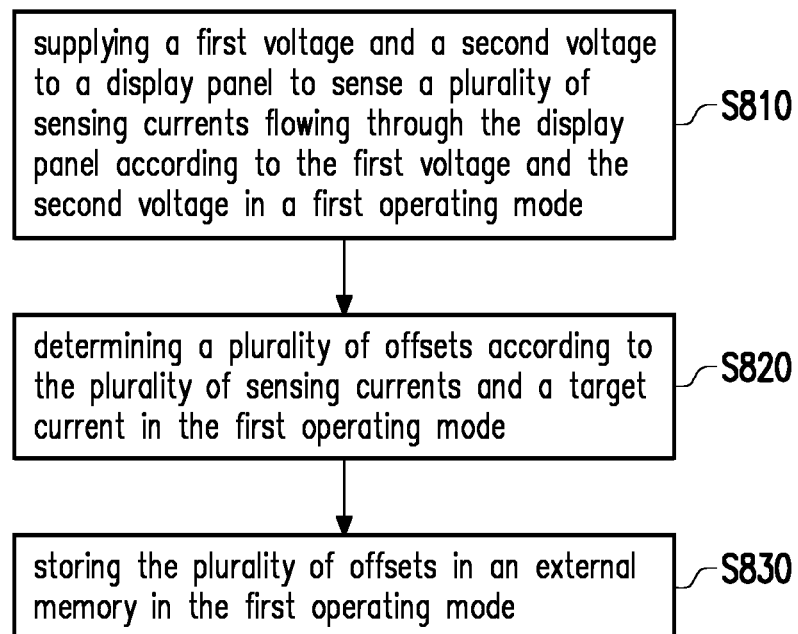 supplying a first voltage and a second voltage
to a display panel to sense a plurality of
sensing currents flowing through the display
panel according to the first voltage and the
second voltage in a first operating mode
S810
determining a plurality of offsets according to
the plurality of sensing currents and a target
current in the first operating mode
S820
storing the plurality of offsets in an external
memory in the first operating mode
S830